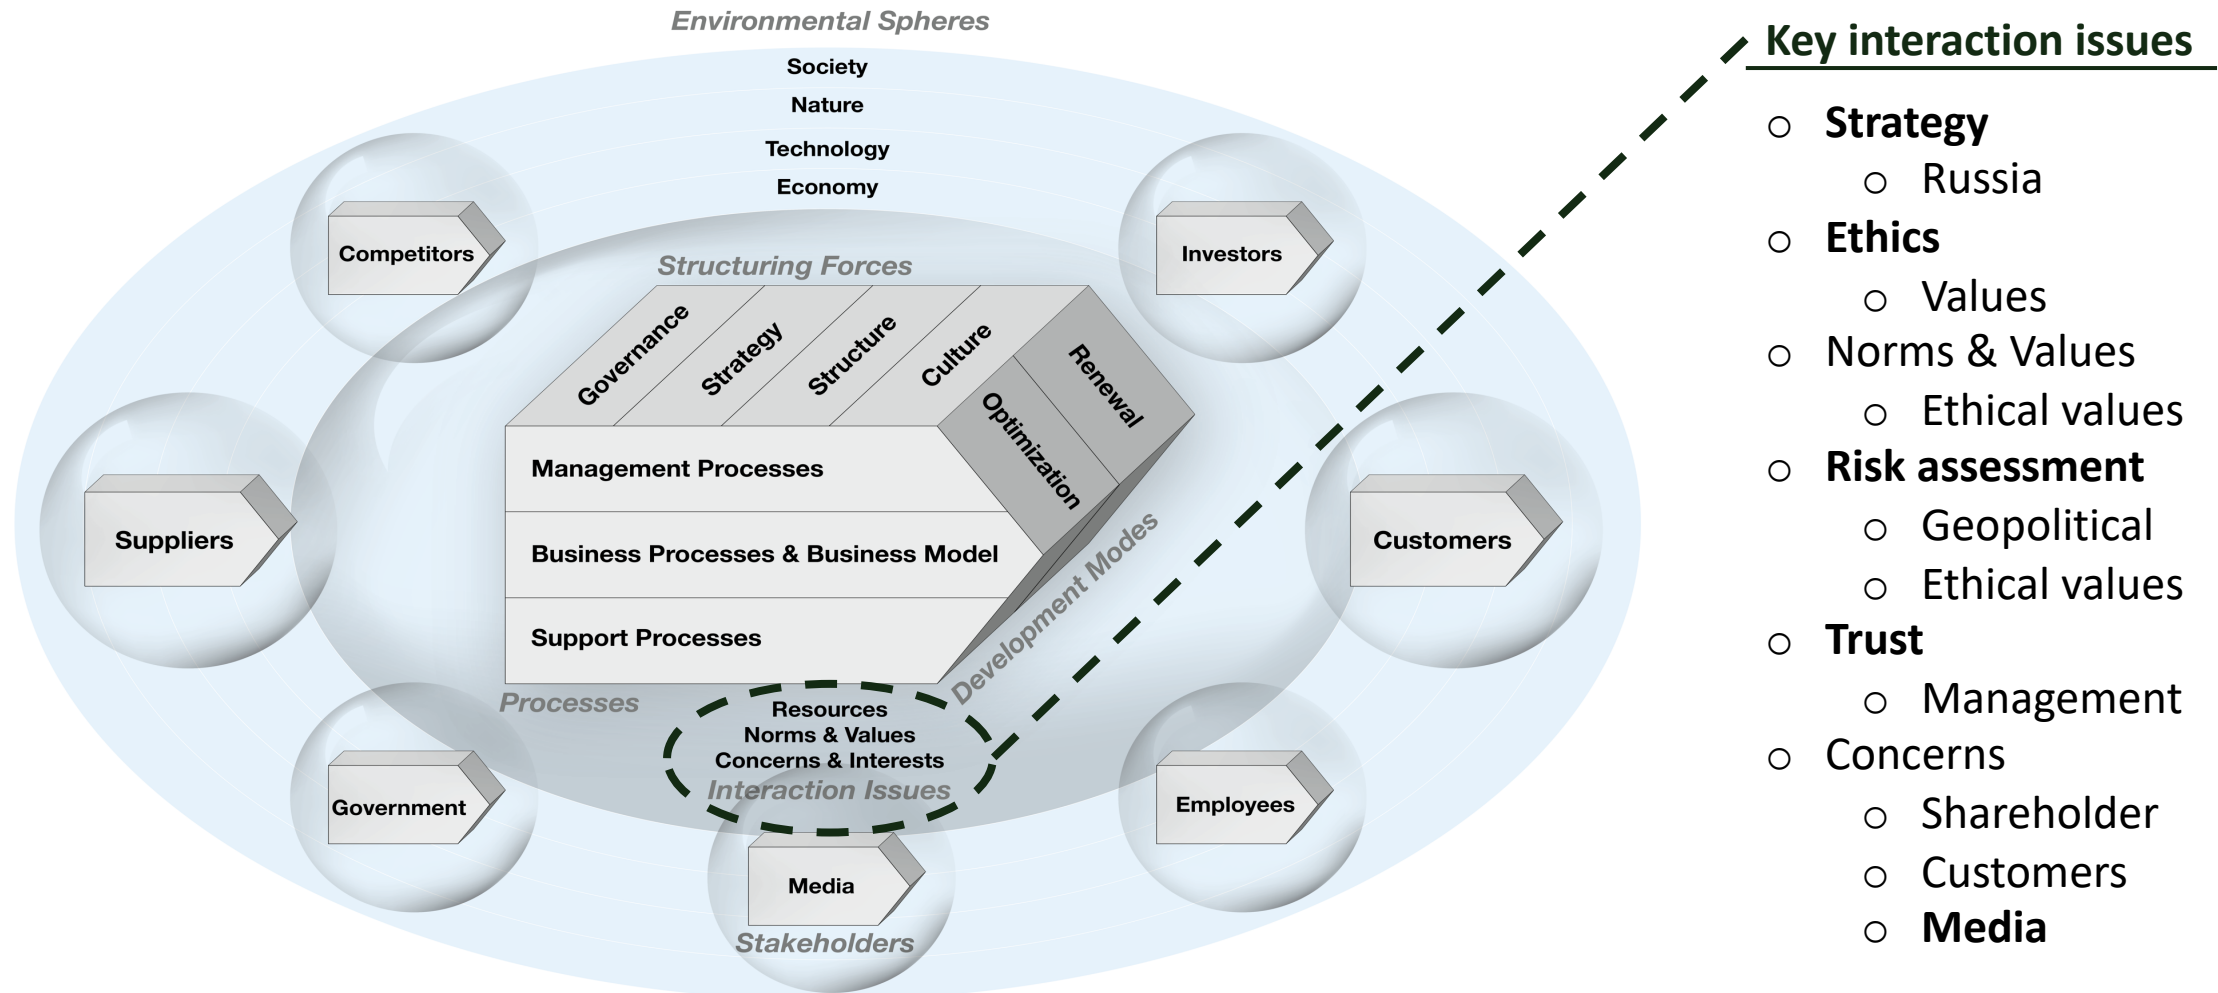 Environmental Spheres
Society
Nature
Technology
Economy
Competitors
Investors
Structuring Forces
Governance
Strategy
Structure
Culture
Renewal
Optimization
Management Processes
Business Processes & Business Model
Support Processes
Suppliers
Customers
Development Modes
Processes
Resources
Norms & Values
Concerns & Interests
Interaction Issues
Government
Employees
Media
Stakeholders
Key interaction issues
o Strategy
o Russia
o Ethics
o Values
o Norms & Values
o Ethical values
o Risk assessment
o Geopolitical
o Ethical values
o Trust
o Management
o Concerns
o Shareholder
o Customers
o Media